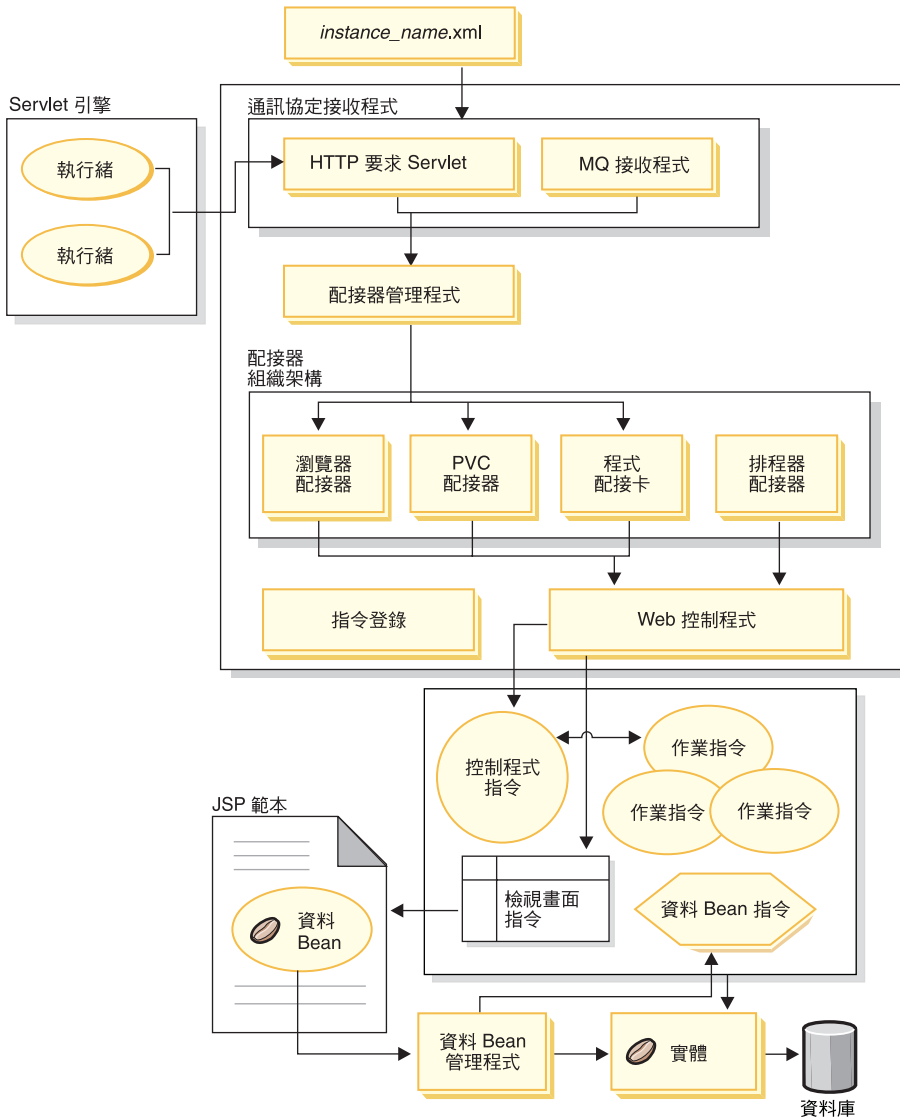 instance_name.xml
Servlet 引擎
執行緒
執行緒
通訊協定接收程式
HTTP 要求 Servlet
MQ 接收程式
配接器管理程式
配接器
組織架構
瀏覽器
配接器
PVC
配接器
程式
配接卡
排程器
配接器
指令登錄
Web 控制程式
控制程式
指令
作業指令
作業指令
作業指令
JSP 範本
資料
Bean
檢視畫面
指令
資料 Bean 指令
資料 Bean
管理程式
實體
資料庫